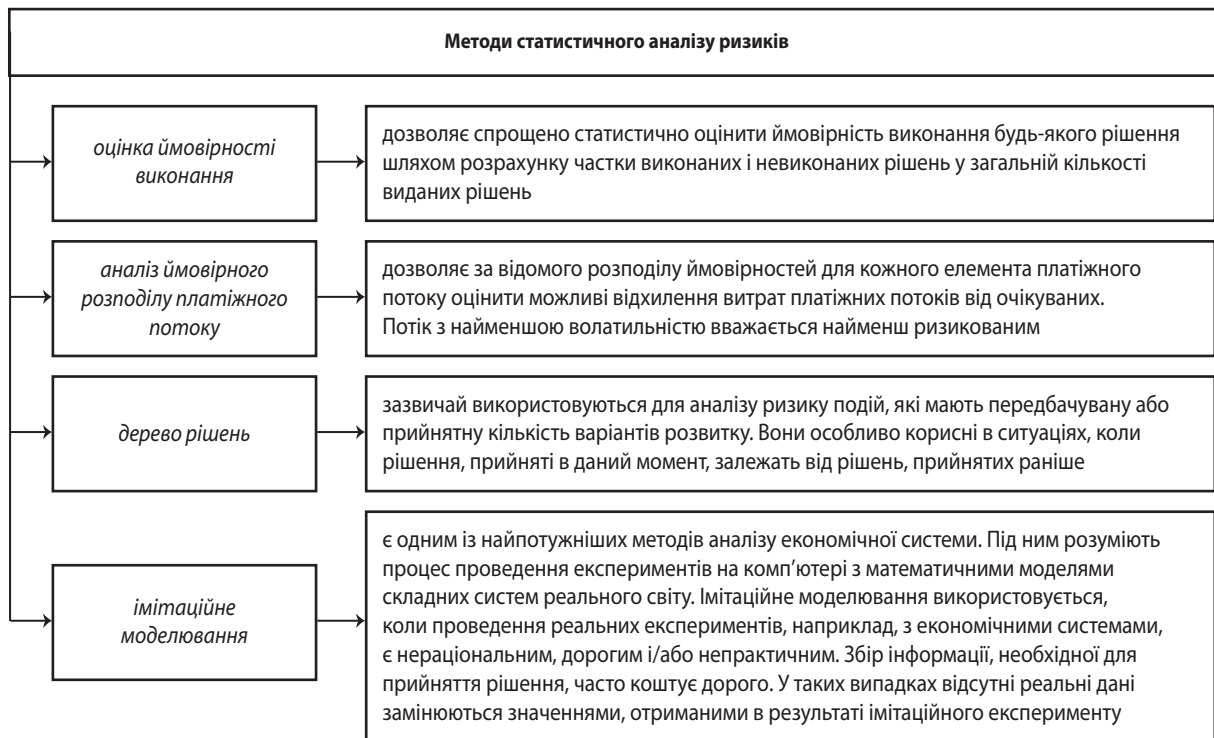 Методи статистичного аналізу ризиків
оцінка ймовірності
виконання
дозволяє спрощено статистично оцінити ймовірність виконання будь-якого рішення
шляхом розрахунку частки виконаних і невиконаних рішень у загальній кількості
виданих рішень
аналіз ймовірного
розподілу платіжного
потоку
дозволяє за відомого розподілу ймовірностей для кожного елемента платіжного
потоку оцінити можливі відхилення витрат платіжних потоків від очікуваних.
Потік з найменшою волатильністю вважається найменш ризикованим
дерево рішень
зазвичай використовуються для аналізу ризику подій, які мають передбачувану або
прийнятну кількість варіантів розвитку. Вони особливо корисні в ситуаціях, коли
рішення, прийняті в даний момент, залежать від рішень, прийнятих раніше
імітаційне
моделювання
є одним із найпотужніших методів аналізу економічної системи. Під ним розуміють
процес проведення експериментів на комп’ютері з математичними моделями
складних систем реального світу. Імітаційне моделювання використовується,
коли проведення реальних експериментів, наприклад, з економічними системами,
є нераціональним, дорогим і/або непрактичним. Збір інформації, необхідної для
прийняття рішення, часто коштує дорого. У таких випадках відсутні реальні дані
замінюються значеннями, отриманими в результаті імітаційного експерименту